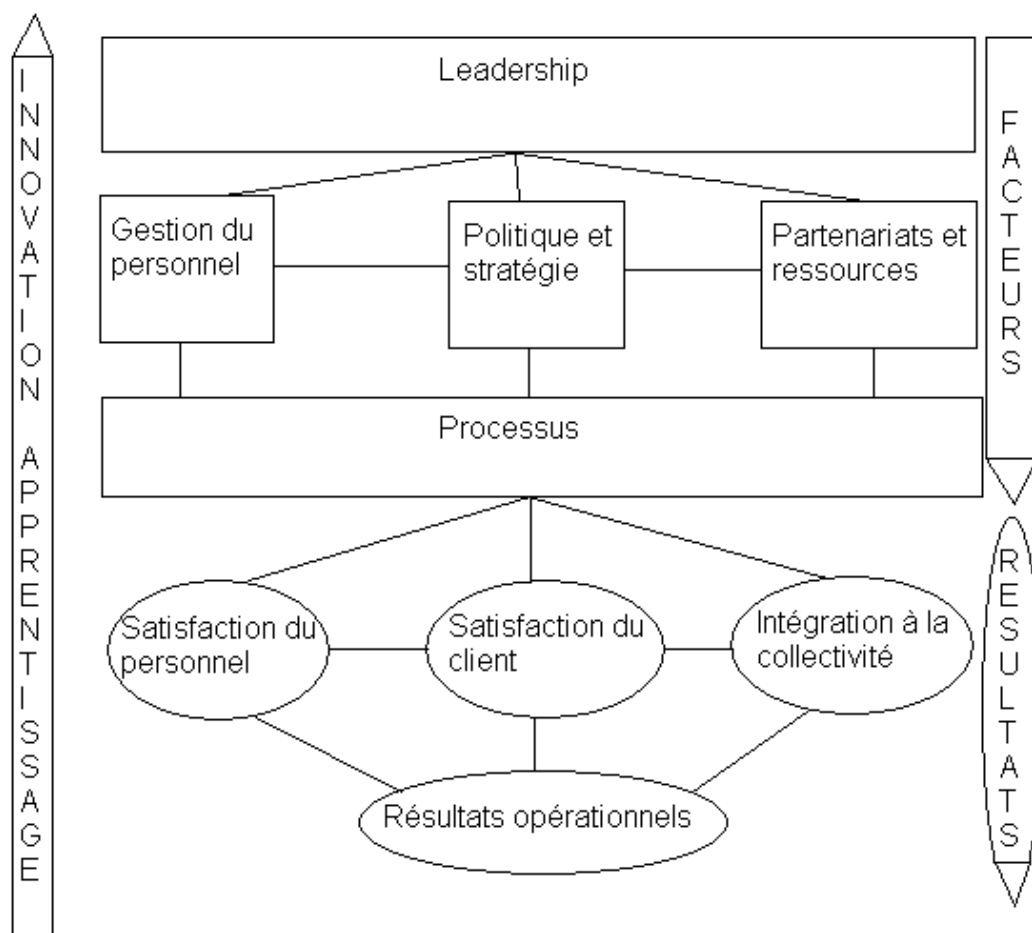 Leadership
Gestion du
personnel
Politique et
stratégie
Partenariats et
ressources
Processus
Satisfaction du
personnel
Satisfaction du
client
Intégration à la
collectivité
Résultats opérationnels
INNOVATION APPRENTISSAGE
FACTEURS
RESULTATS